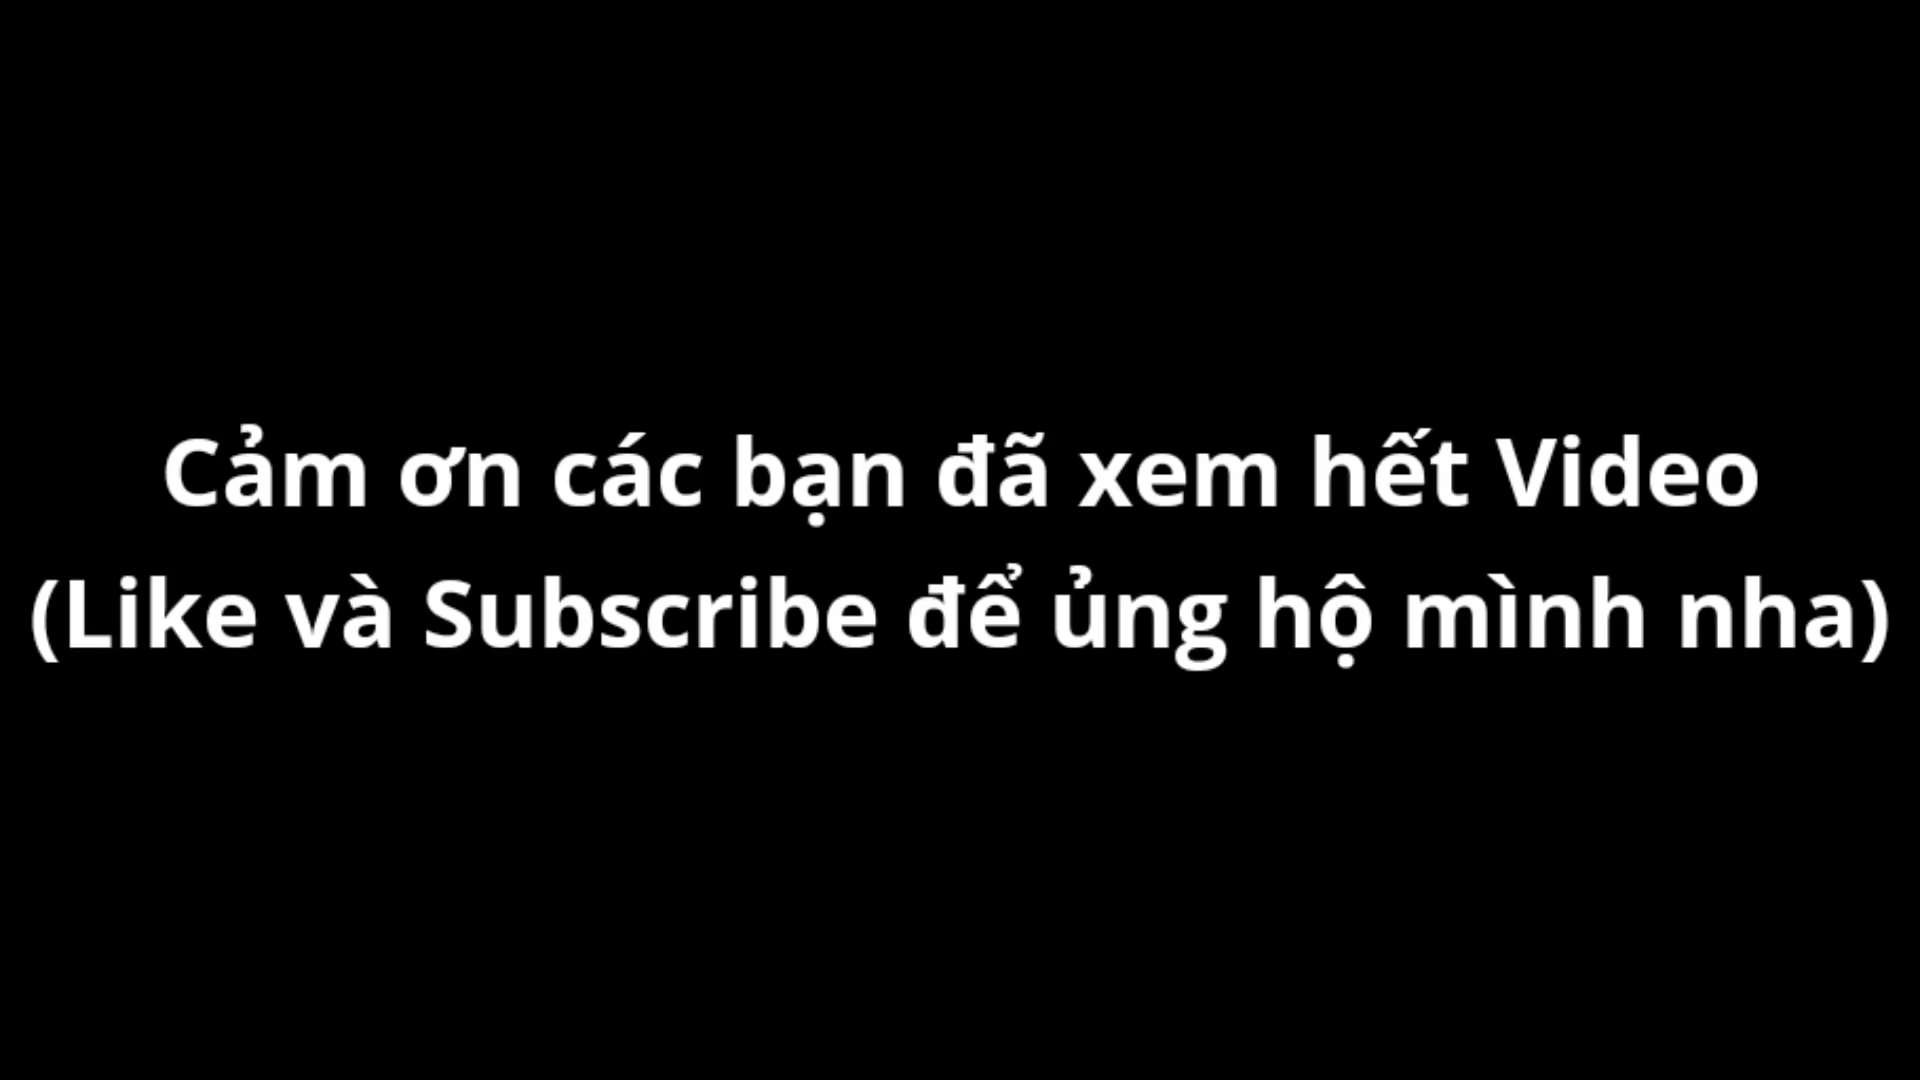 Cảm ơn các bạn đã xem hết Video
(Like và Subscribe để ủng hộ mình nha)